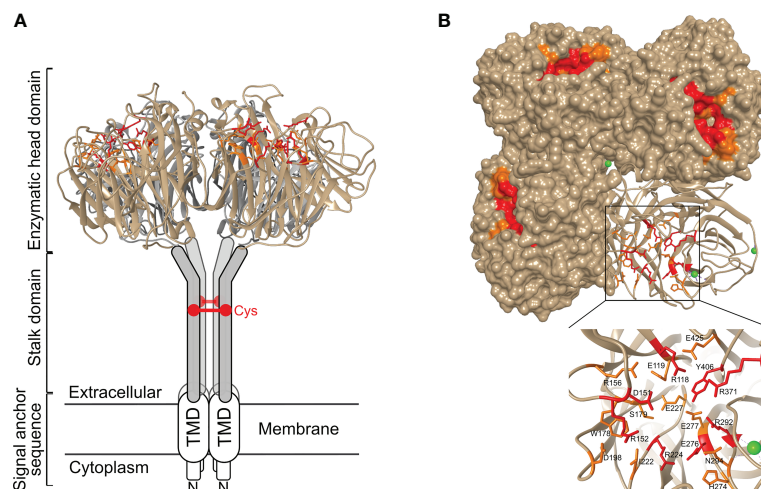 A
B
Enzymatic head domain
Stalk domain
Cys
Extracellular
Signal anchor
sequence
TMD
TMD
Membrane
Cytoplasm
N
N
E425
E119
Y406
R156
R118
R371
D151
S179
E227
W178
E277
R292
R152
E276
D198
I222
R224
N294
H274